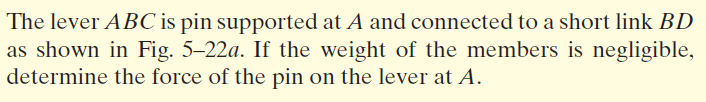 The lever ABC is pin supported at A and connected to a short link BD
as shown in Fig. 5–22a. If the weight of the members is negligible,
determine the force of the pin on the lever at A.